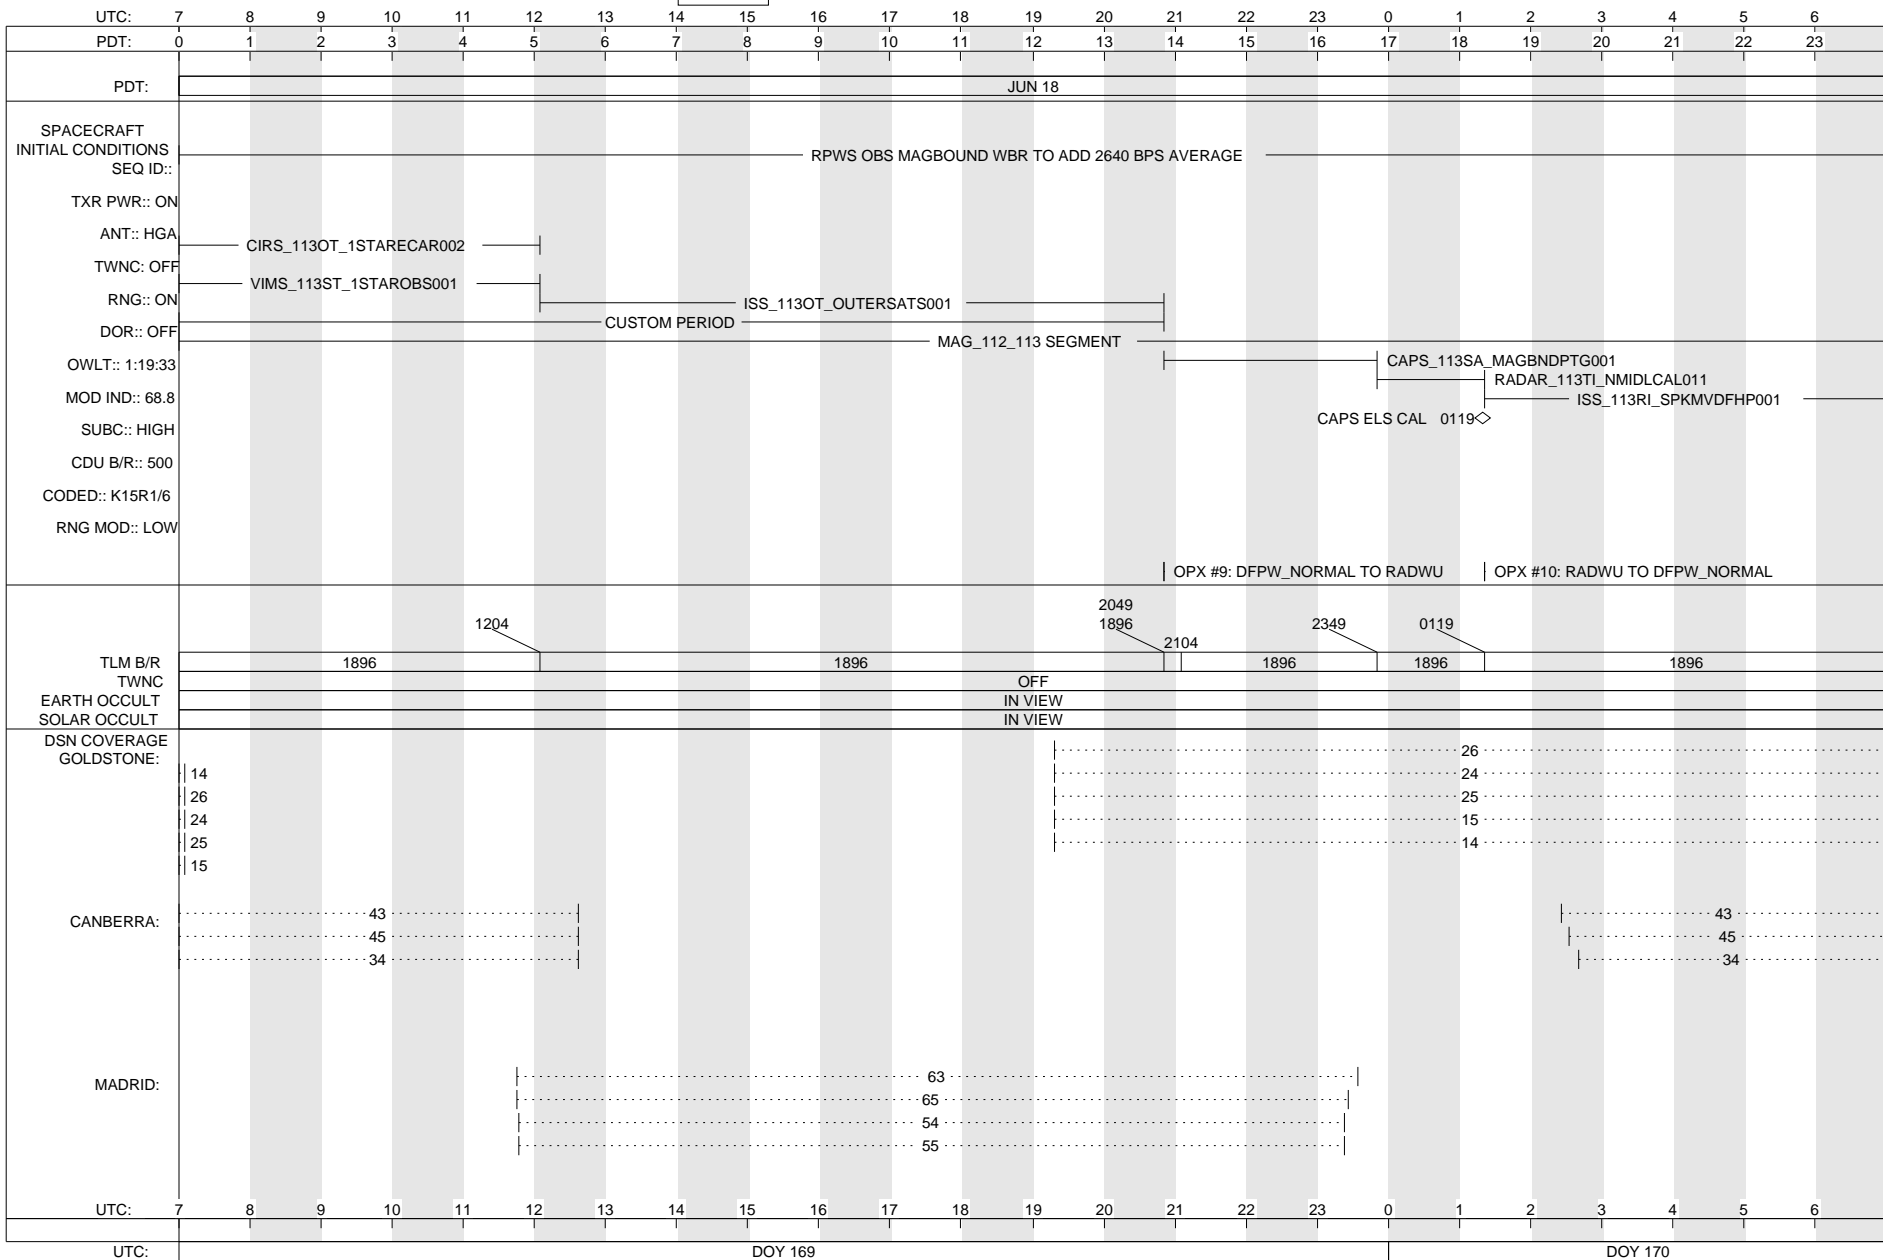 UTC: 7 8 9 10 11 12 13 14 15 16 17 18 19 20 21 22 23 0 1 2 3 4 5 6
PDT: 0 1 2 3 4 5 6 7 8 9 10 11 12 13 14 15 16 17 18 19 20 21 22 23
PDT: JUN 18
SPACECRAFT
INITIAL CONDITIONS
SEQ ID::
RPWS OBS MAGBOUND WBR TO ADD 2640 BPS AVERAGE
TXR PWR:: ON
ANT:: HGA
CIRS_113OT_1STARECAR002
TWNC: OFF
VIMS_113ST_1STAROBS001
RNG:: ON
ISS_113OT_OUTERSATS001
CUSTOM PERIOD
DOR:: OFF
MAG_112_113 SEGMENT
OWLT:: 1:19:33
CAPS_113SA_MAGBNDPTG001
RADAR_113TI_NMIDLCAL011
MOD IND:: 68.8
ISS_113RI_SPKMVDFHP001
CAPS ELS CAL 0119
SUBC:: HIGH
CDU B/R:: 500
CODED:: K15R1/6
RNG MOD:: LOW
OPX #9: DFPW_NORMAL TO RADWU
OPX #10: RADWU TO DFPW_NORMAL
2049
1204 1896 2349 0119
2104
TLM B/R 1896 1896 1896 1896 1896
TWNC OFF
EARTH OCCULT IN VIEW
SOLAR OCCULT IN VIEW
DSN COVERAGE
GOLDSTONE:
26
14 24
26 25
24 15
25 14
15
CANBERRA:
43 43
45 45
34 34
MADRID:
63
65
54
55
UTC: 7 8 9 10 11 12 13 14 15 16 17 18 19 20 21 22 23 0 1 2 3 4 5 6
UTC: DOY 169 DOY 170